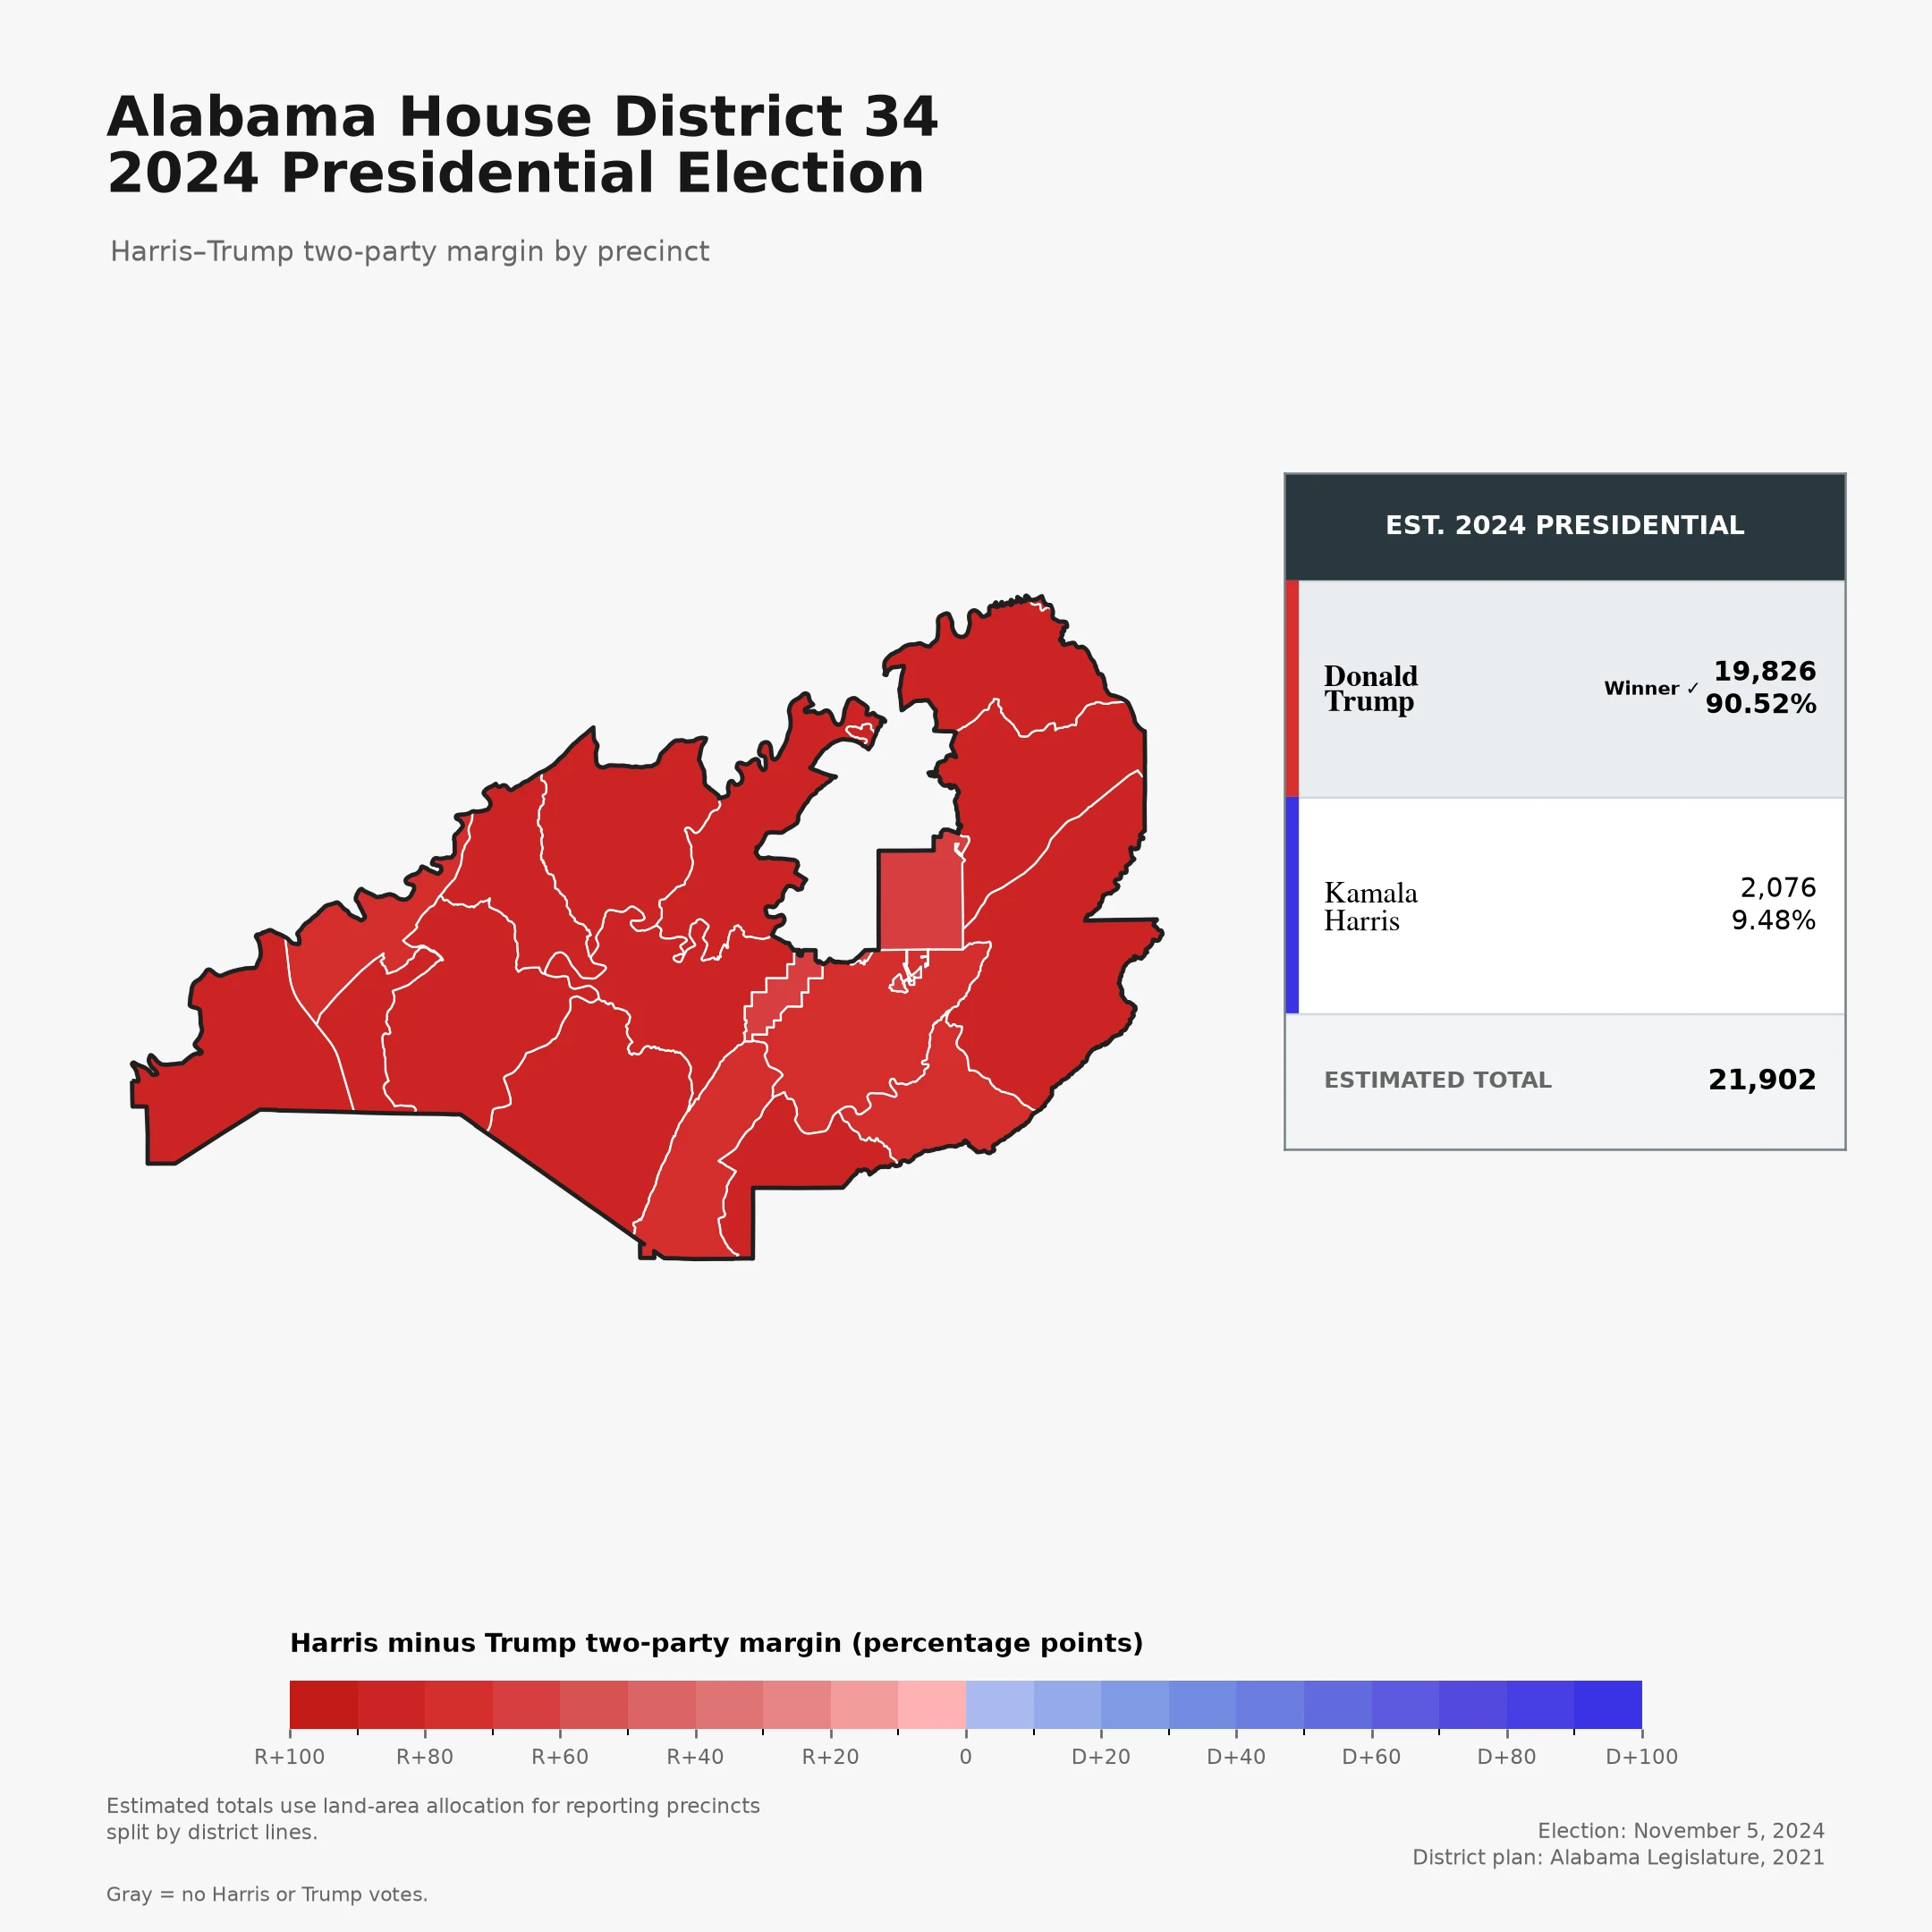 Alabama House District 34
2024 Presidential Election
Harris–Trump two-party margin by precinct
EST. 2024 PRESIDENTIAL
Donald
Trump
Winner ✓
19,826
90.52%
Kamala
Harris
2,076
9.48%
ESTIMATED TOTAL
21,902
Harris minus Trump two-party margin (percentage points)
R+100 R+80 R+60 R+40 R+20 0 D+20 D+40 D+60 D+80 D+100
Estimated totals use land-area allocation for reporting precincts
split by district lines.
Gray = no Harris or Trump votes.
Election: November 5, 2024
District plan: Alabama Legislature, 2021